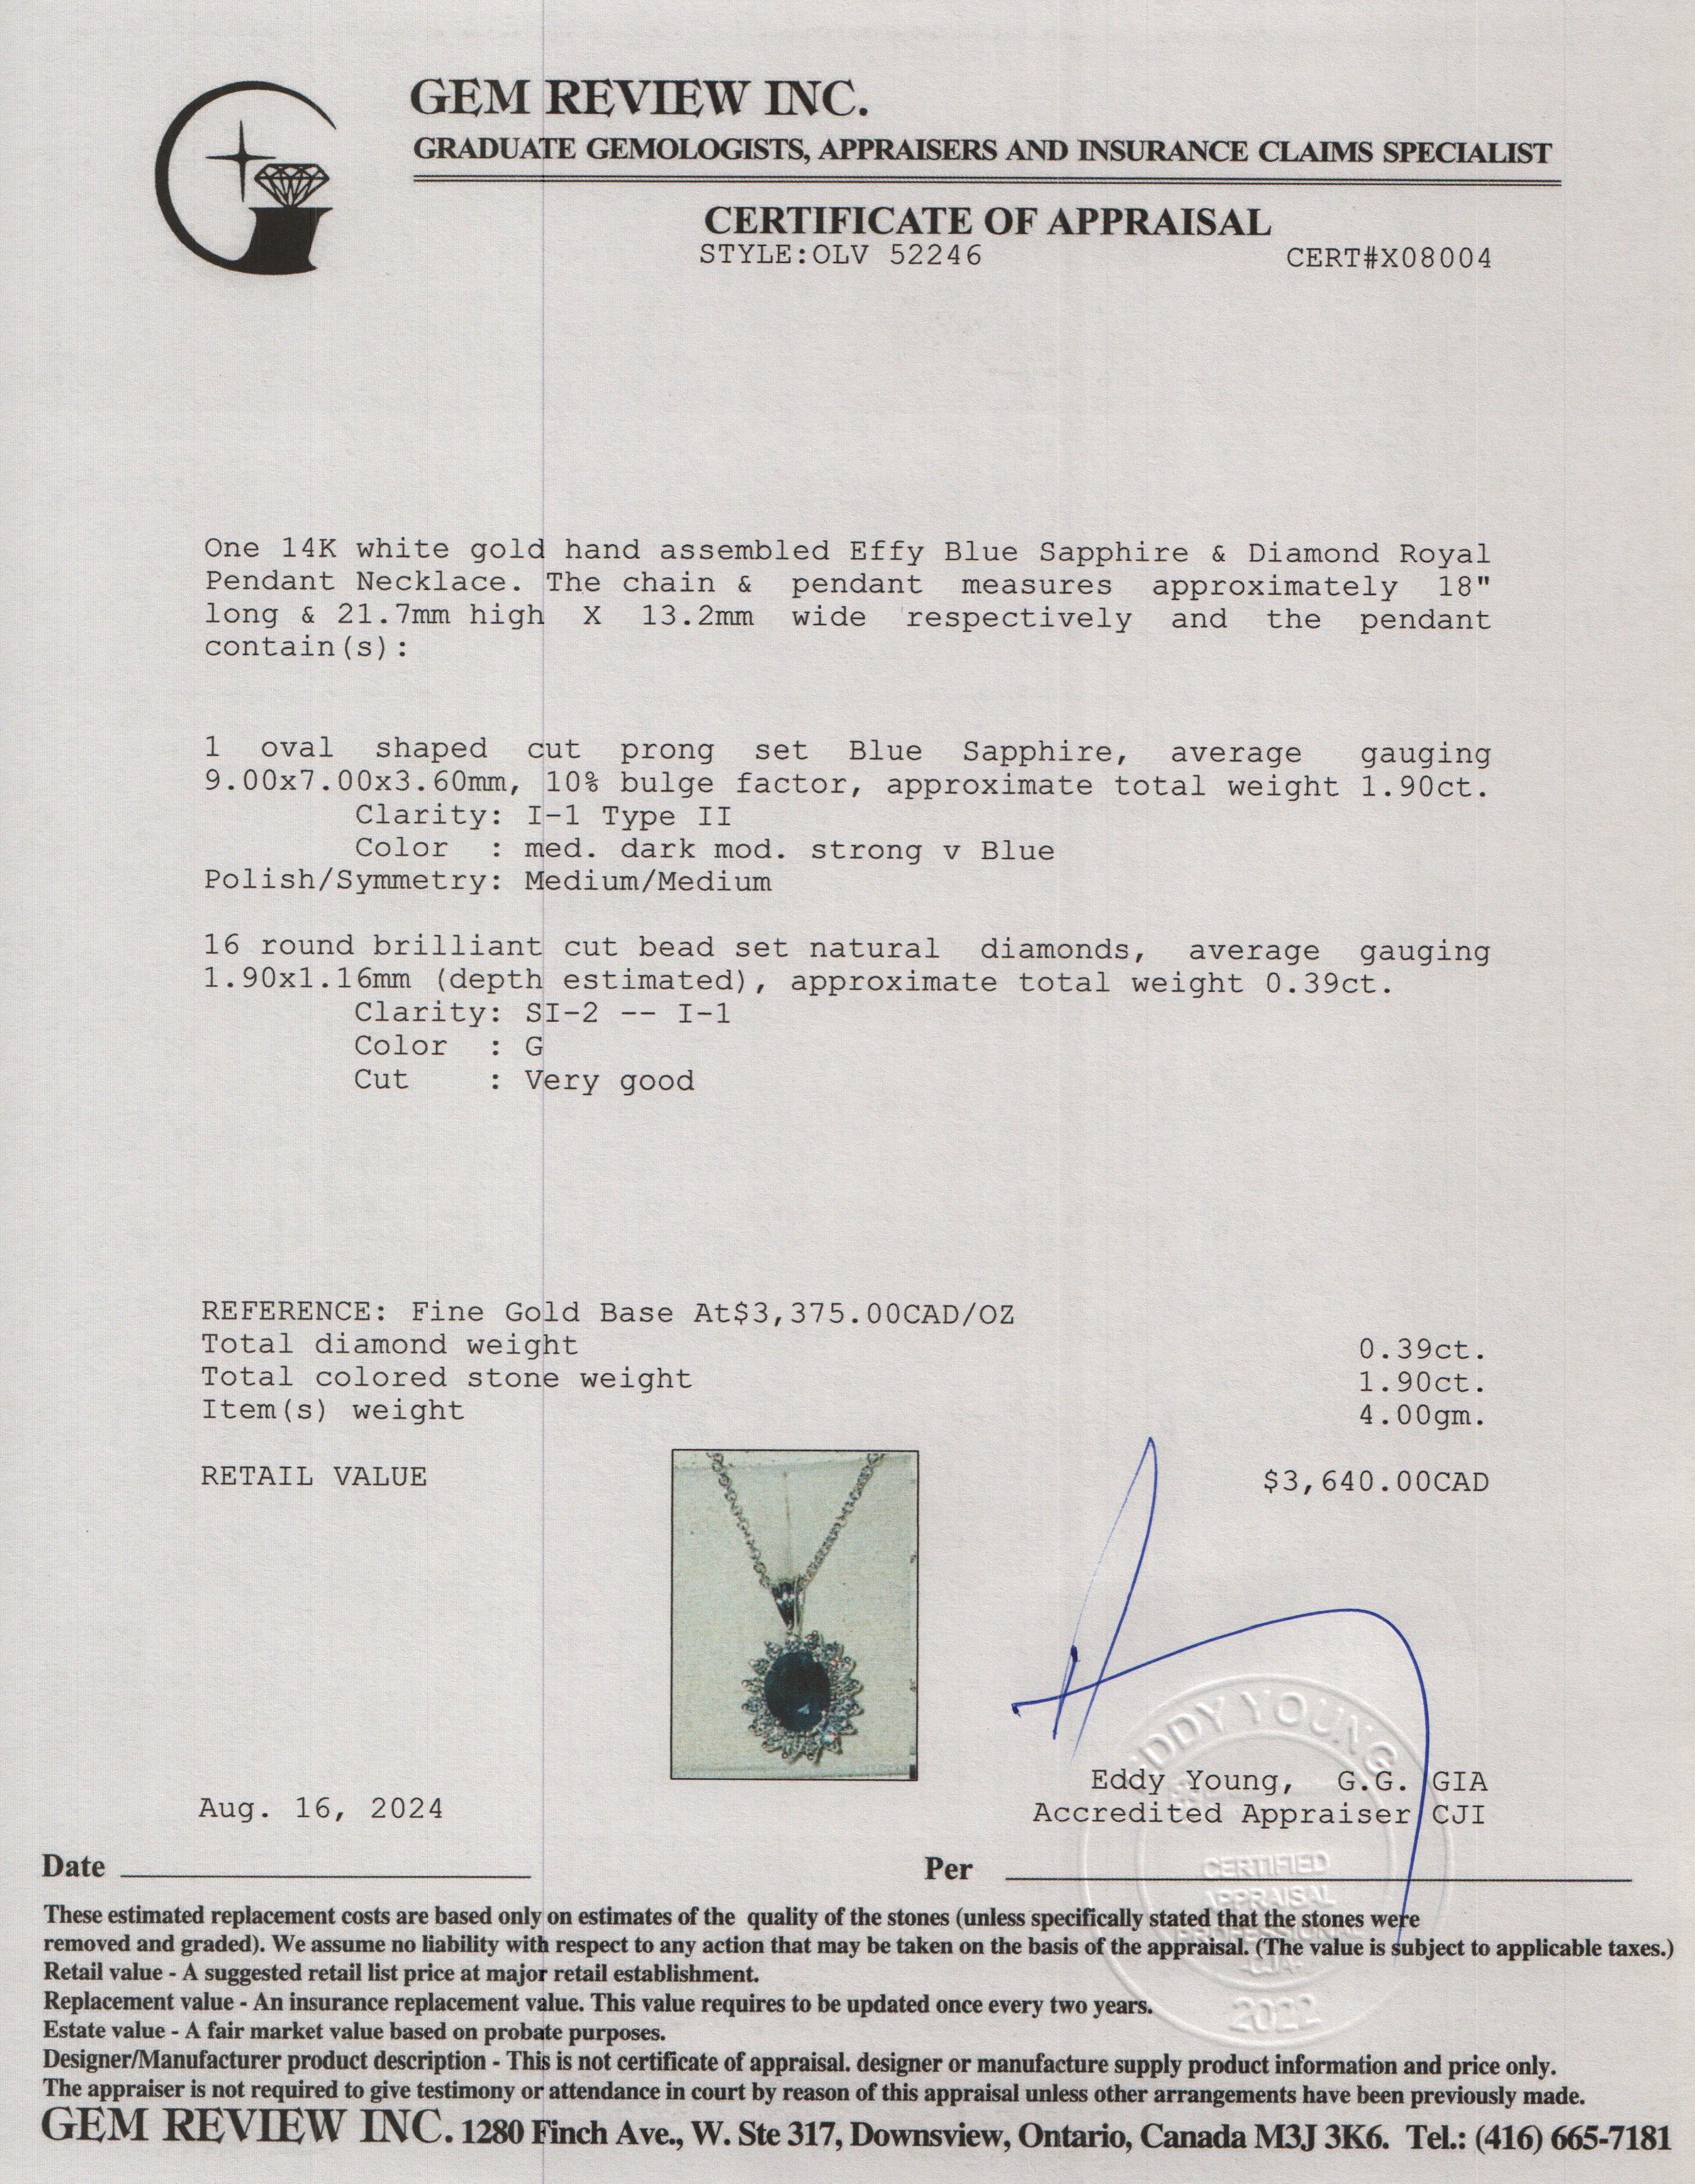 GEM REVIEW INC.
GRADUATE GEMOLOGISTS, APPRAISERS AND INSURANCE CLAIMS SPECIALIST
CERTIFICATE OF APPRAISAL
STYLE:OLV 52246 CERT#X08004
One 14K white gold hand assembled Effy Blue Sapphire & Diamond Royal
Pendant Necklace. The chain & pendant measures approximately 18"
long & 21.7mm high X 13.2mm wide respectively and the pendant
contain(s):
1 oval shaped cut prong set Blue Sapphire, average gauging
9.00x7.00x3.60mm, 10% bulge factor, approximate total weight 1.90ct.
Clarity: I-1 Type II
Color : med. dark mod. strong v Blue
Polish/Symmetry: Medium/Medium
16 round brilliant cut bead set natural diamonds, average gauging
1.90x1.16mm (depth estimated), approximate total weight 0.39ct.
Clarity: SI-2 -- I-1
Color : G
Cut : Very good
REFERENCE: Fine Gold Base At$3,375.00CAD/OZ
Total diamond weight 0.39ct.
Total colored stone weight 1.90ct.
Item(s) weight 4.00gm.
RETAIL VALUE $3,640.00CAD
EDDY YOUNG
Eddy Young, G.G. GIA
Aug. 16, 2024 Accredited Appraiser CJI
CERTIFIED
APPRAISAL
PROFESSIONAL
CJA
2022
Date Per
These estimated replacement costs are based only on estimates of the quality of the stones (unless specifically stated that the stones were
removed and graded). We assume no liability with respect to any action that may be taken on the basis of the appraisal. (The value is subject to applicable taxes.)
Retail value - A suggested retail list price at major retail establishment.
Replacement value - An insurance replacement value. This value requires to be updated once every two years.
Estate value - A fair market value based on probate purposes.
Designer/Manufacturer product description - This is not certificate of appraisal. designer or manufacture supply product information and price only.
The appraiser is not required to give testimony or attendance in court by reason of this appraisal unless other arrangements have been previously made.
GEM REVIEW INC. 1280 Finch Ave., W. Ste 317, Downsview, Ontario, Canada M3J 3K6. Tel.: (416) 665-7181